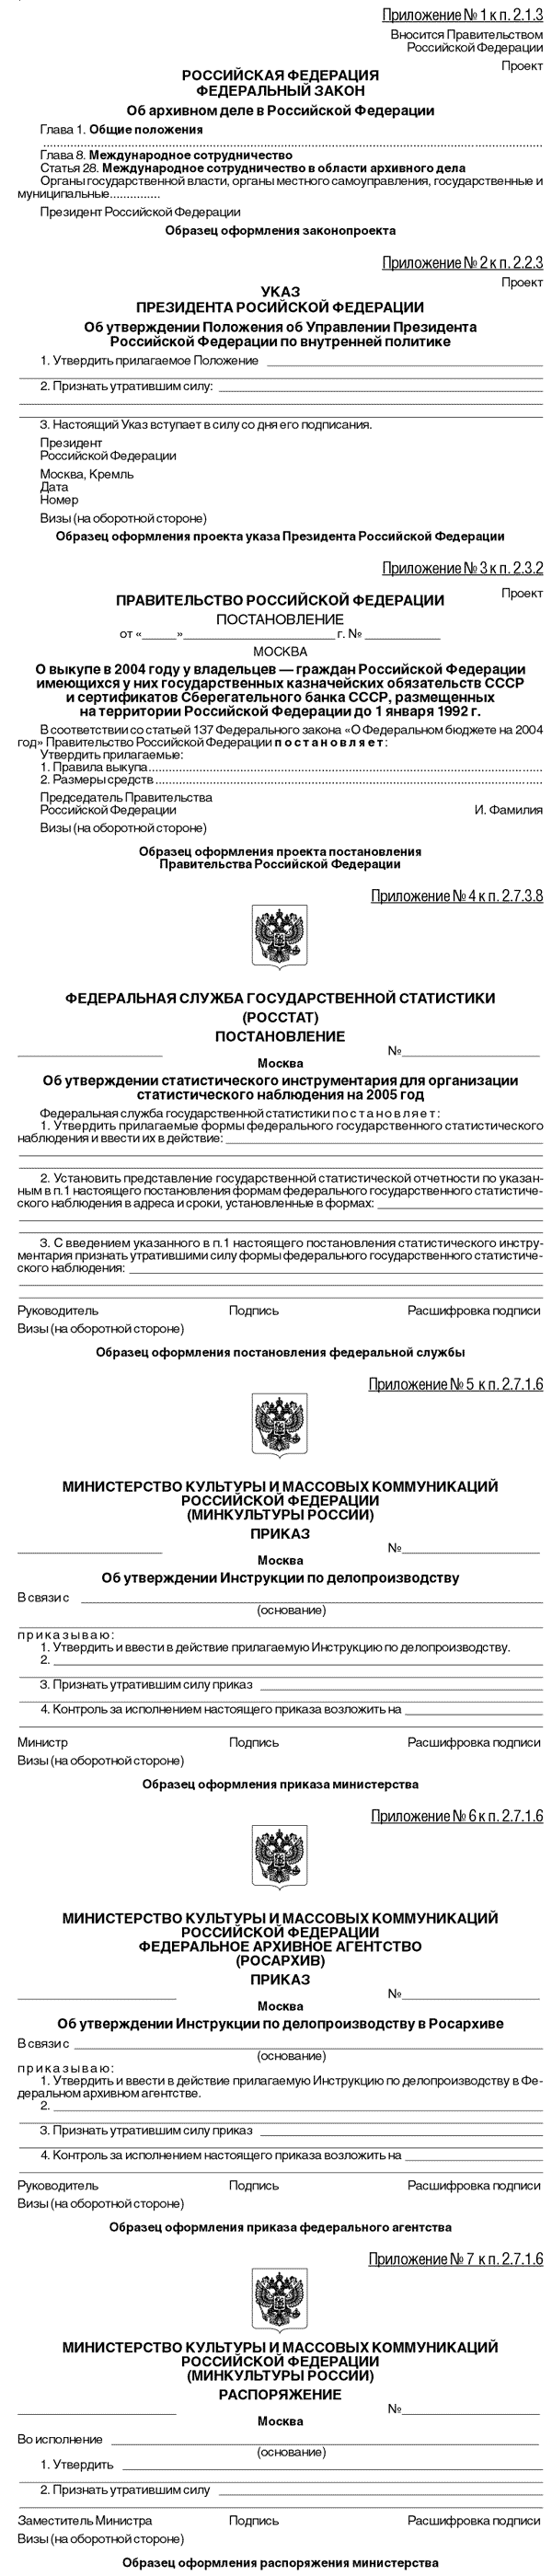 Приложение № 1 к п. 2.1.3
Вносится Правительством
Российской Федерации
Проект
РОССИЙСКАЯ ФЕДЕРАЦИЯ
ФЕДЕРАЛЬНЫЙ ЗАКОН
Об архивном деле в Российской Федерации
Глава 1. Общие положения
Глава 8. Международное сотрудничество
Статья 28. Международное сотрудничество в области архивного дела
Органы государственной власти, органы местного самоуправления, государственные и
муниципальные...............
Президент Российской Федерации
Образец оформления законопроекта
Приложение № 2 к п. 2.2.3
Проект
УКАЗ
ПРЕЗИДЕНТА РОСИЙСКОЙ ФЕДЕРАЦИИ
Об утверждении Положения об Управлении Президента
Российской Федерации по внутренней политике
1. Утвердить прилагаемое Положение
2. Признать утратившим силу:
3. Настоящий Указ вступает в силу со дня его подписания.
Президент
Российской Федерации
Москва, Кремль
Дата
Номер
Визы (на оборотной стороне)
Образец оформления проекта указа Президента Российской Федерации
Приложение № 3 к п. 2.3.2
Проект
ПРАВИТЕЛЬСТВО РОССИЙСКОЙ ФЕДЕРАЦИИ
ПОСТАНОВЛЕНИЕ
от «_____»______________________ г. № ___________
МОСКВА
О выкупе в 2004 году у владельцев — граждан Российской Федерации
имеющихся у них государственных казначейских обязательств СССР
и сертификатов Сберегательного банка СССР, размещенных
на территории Российской Федерации до 1 января 1992 г.
В соответствии со статьей 137 Федерального закона «О Федеральном бюджете на 2004
год» Правительство Российской Федерации постановляет:
Утвердить прилагаемые:
1. Правила выкупа..........
2. Размеры средств..........
Председатель Правительства
Российской Федерации И. Фамилия
Визы (на оборотной стороне)
Образец оформления проекта постановления
Правительства Российской Федерации
Приложение № 4 к п. 2.7.3.8
ФЕДЕРАЛЬНАЯ СЛУЖБА ГОСУДАРСТВЕННОЙ СТАТИСТИКИ
(РОССТАТ)
ПОСТАНОВЛЕНИЕ
№
Москва
Об утверждении статистического инструментария для организации
статистического наблюдения на 2005 год
Федеральная служба государственной статистики постановляет:
1. Утвердить прилагаемые формы федерального государственного статистического
наблюдения и ввести их в действие:
2. Установить представление государственной статистической отчетности по указан-
ным в п.1 настоящего постановления формам федерального государственного статистиче-
ского наблюдения в адреса и сроки, установленные в формах:
3. С введением указанного в п.1 настоящего постановления статистического инстру-
ментария признать утратившими силу формы федерального государственного статистиче-
ского наблюдения:
Руководитель Подпись Расшифровка подписи
Визы (на оборотной стороне)
Образец оформления постановления федеральной службы
Приложение № 5 к п. 2.7.1.6
МИНИСТЕРСТВО КУЛЬТУРЫ И МАССОВЫХ КОММУНИКАЦИЙ
РОССИЙСКОЙ ФЕДЕРАЦИИ
(МИНКУЛЬТУРЫ РОССИИ)
ПРИКАЗ
№
Москва
Об утверждении Инструкции по делопроизводству
В связи с
(основание)
приказываю:
1. Утвердить и ввести в действие прилагаемую Инструкцию по делопроизводству.
2.
3. Признать утратившим силу приказ
4. Контроль за исполнением настоящего приказа возложить на
Министр Подпись Расшифровка подписи
Визы (на оборотной стороне)
Образец оформления приказа министерства
Приложение № 6 к п. 2.7.1.6
МИНИСТЕРСТВО КУЛЬТУРЫ И МАССОВЫХ КОММУНИКАЦИЙ
РОССИЙСКОЙ ФЕДЕРАЦИИ
ФЕДЕРАЛЬНОЕ АРХИВНОЕ АГЕНТСТВО
(РОСАРХИВ)
ПРИКАЗ
№
Москва
Об утверждении Инструкции по делопроизводству в Росархиве
В связи с
(основание)
приказываю:
1. Утвердить и ввести в действие прилагаемую Инструкцию по делопроизводству в Фе-
деральном архивном агентстве.
2.
3. Признать утратившим силу приказ
4. Контроль за исполнением настоящего приказа возложить на
Руководитель Подпись Расшифровка подписи
Визы (на оборотной стороне)
Образец оформления приказа федерального агентства
Приложение № 7 к п. 2.7.1.6
МИНИСТЕРСТВО КУЛЬТУРЫ И МАССОВЫХ КОММУНИКАЦИЙ
РОССИЙСКОЙ ФЕДЕРАЦИИ
(МИНКУЛЬТУРЫ РОССИИ)
РАСПОРЯЖЕНИЕ
№
Москва
Во исполнение
(основание)
1. Утвердить
2. Признать утратившим силу
Заместитель Министра Подпись Расшифровка подписи
Визы (на оборотной стороне)
Образец оформления распоряжения министерства